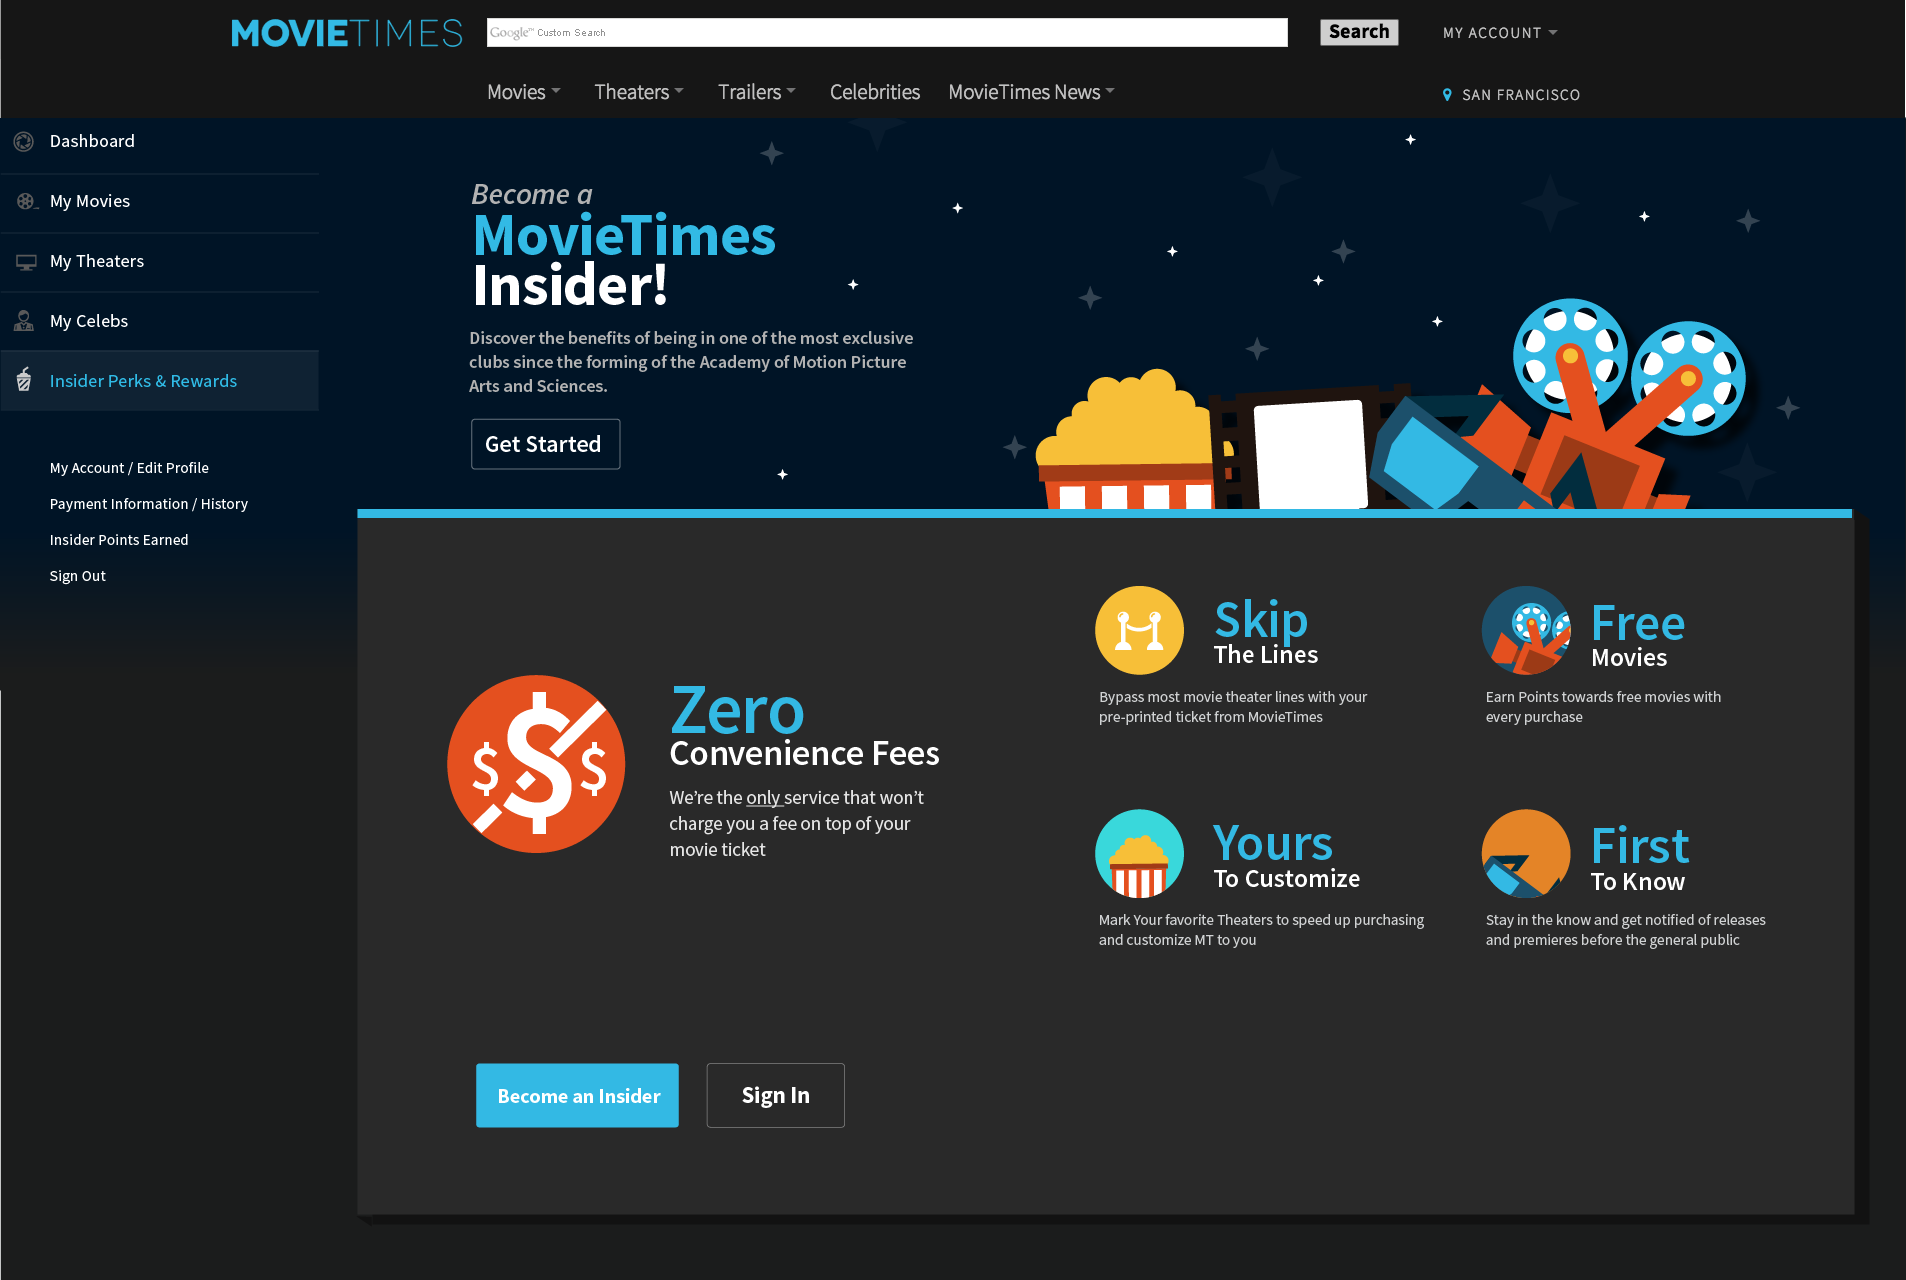 MOVIETIMES
Google™ Custom Search
Search
MY ACCOUNT
Movies
Theaters
Trailers
Celebrities
MovieTimes News
SAN FRANCISCO
Dashboard
My Movies
My Theaters
My Celebs
Insider Perks & Rewards
My Account / Edit Profile
Payment Information / History
Insider Points Earned
Sign Out
Become a
MovieTimes
Insider!
Discover the benefits of being in one of the most exclusive
clubs since the forming of the Academy of Motion Picture
Arts and Sciences.
Get Started
$ $ $
Zero
Convenience Fees
We’re the only service that won’t
charge you a fee on top of your
movie ticket
Skip
The Lines
Bypass most movie theater lines with your
pre-printed ticket from MovieTimes
Free
Movies
Earn Points towards free movies with
every purchase
Yours
To Customize
Mark Your favorite Theaters to speed up purchasing
and customize MT to you
First
To Know
Stay in the know and get notified of releases
and premieres before the general public
Become an Insider
Sign In